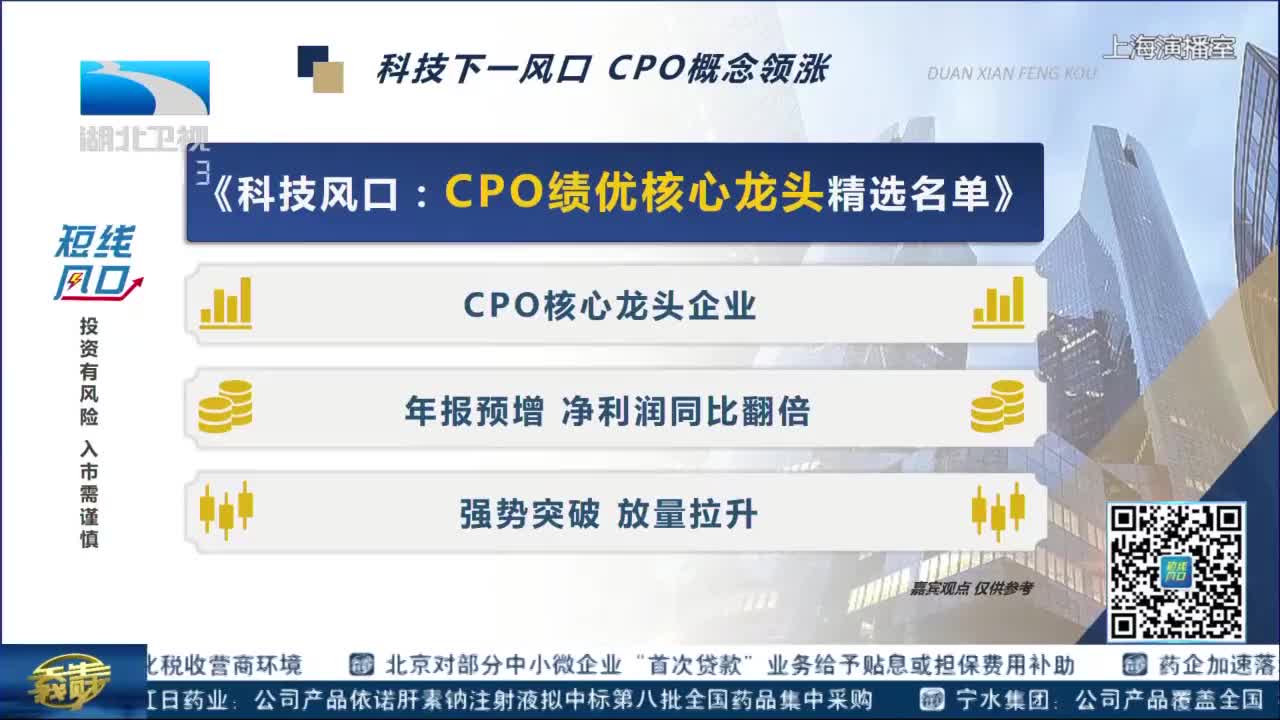 科技下一风口 CPO概念领涨
DUAN XIAN FENG KOU
上海演播室
湖北卫视
3
《科技风口：CPO绩优核心龙头精选名单》
短线
风口
投资有风险 入市需谨慎
CPO核心龙头企业
年报预增 净利润同比翻倍
强势突破 放量拉升
嘉宾观点 仅供参考
短线
风口
化税收营商环境 北京对部分中小微企业“首次贷款”业务给予贴息或担保费用补助 药企加速落
红日药业：公司产品依诺肝素钠注射液拟中标第八批全国药品集中采购 宁水集团：公司产品覆盖全国